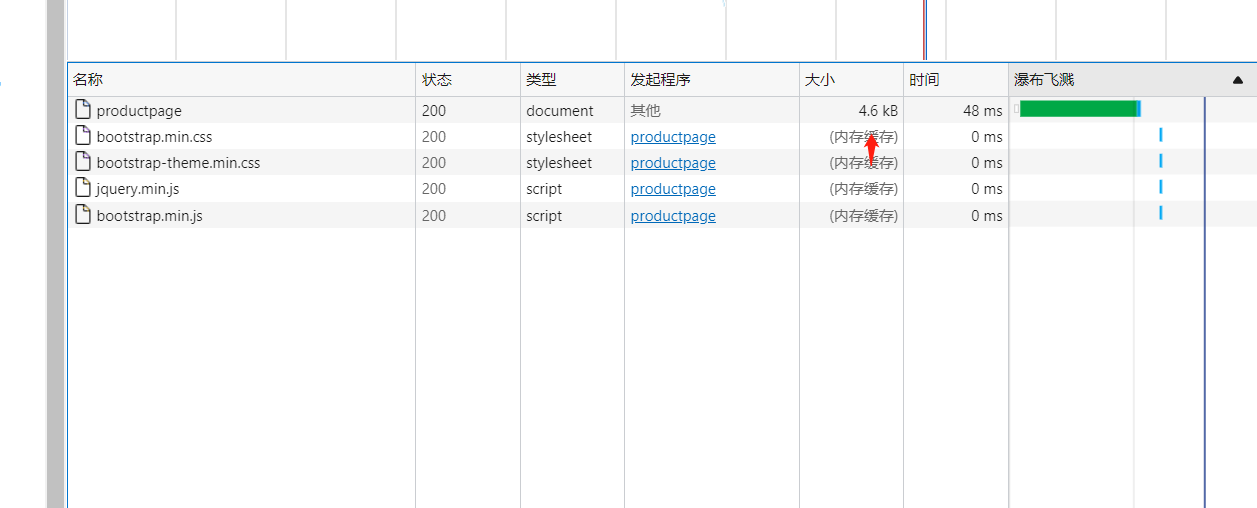 名称 状态 类型 发起程序 大小 时间 瀑布飞溅
productpage 200 document 其他 4.6 kB 48 ms
bootstrap.min.css 200 stylesheet productpage (内存缓存) 0 ms
bootstrap-theme.min.css 200 stylesheet productpage (内存缓存) 0 ms
jquery.min.js 200 script productpage (内存缓存) 0 ms
bootstrap.min.js 200 script productpage (内存缓存) 0 ms